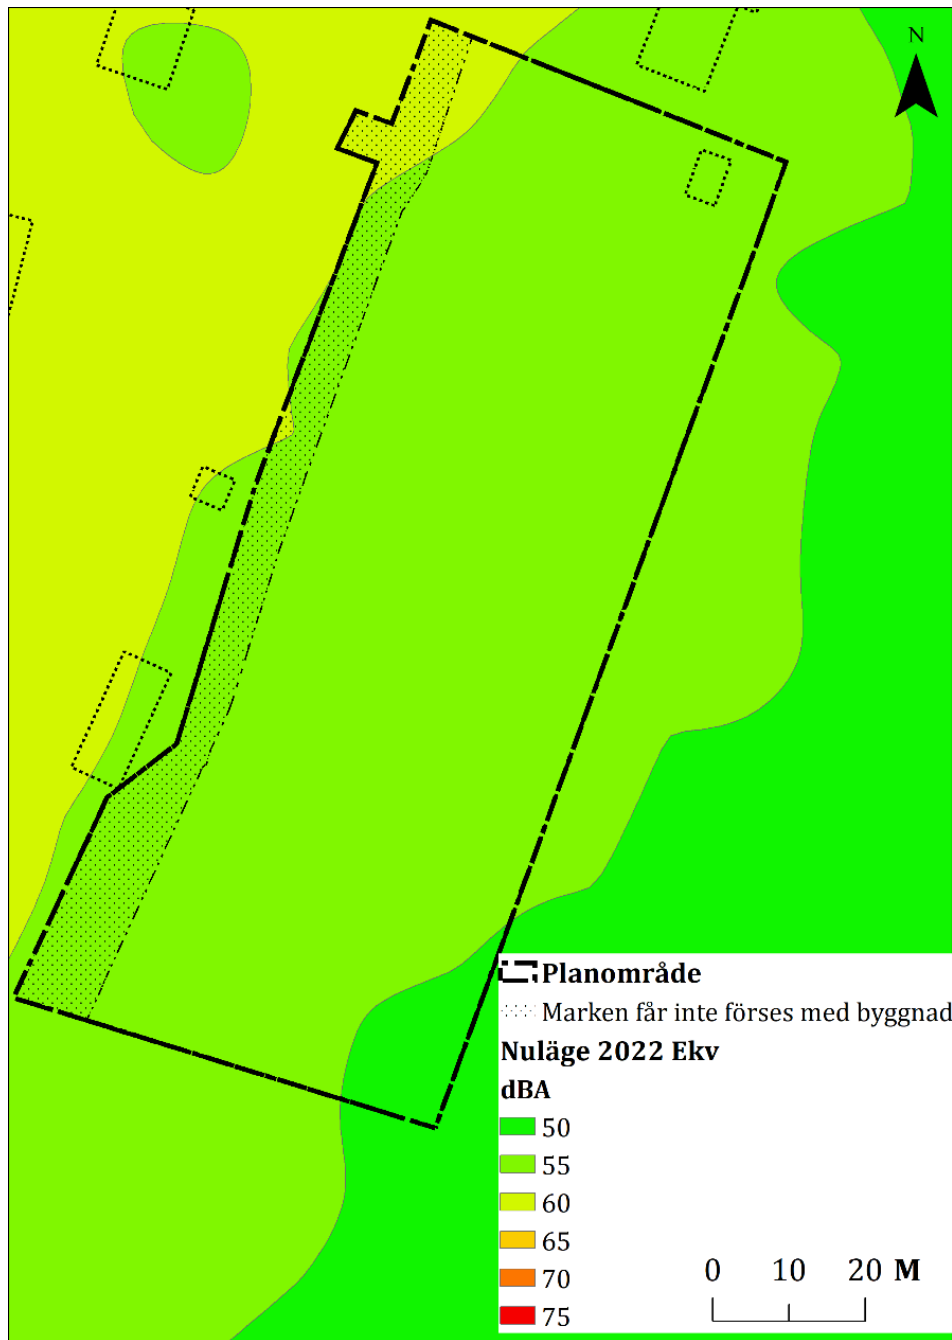 N
Planområde
Marken får inte förses med byggnad
Nuläge 2022 Ekv
dBA
50
55
60
65
70
75
0 10 20 M